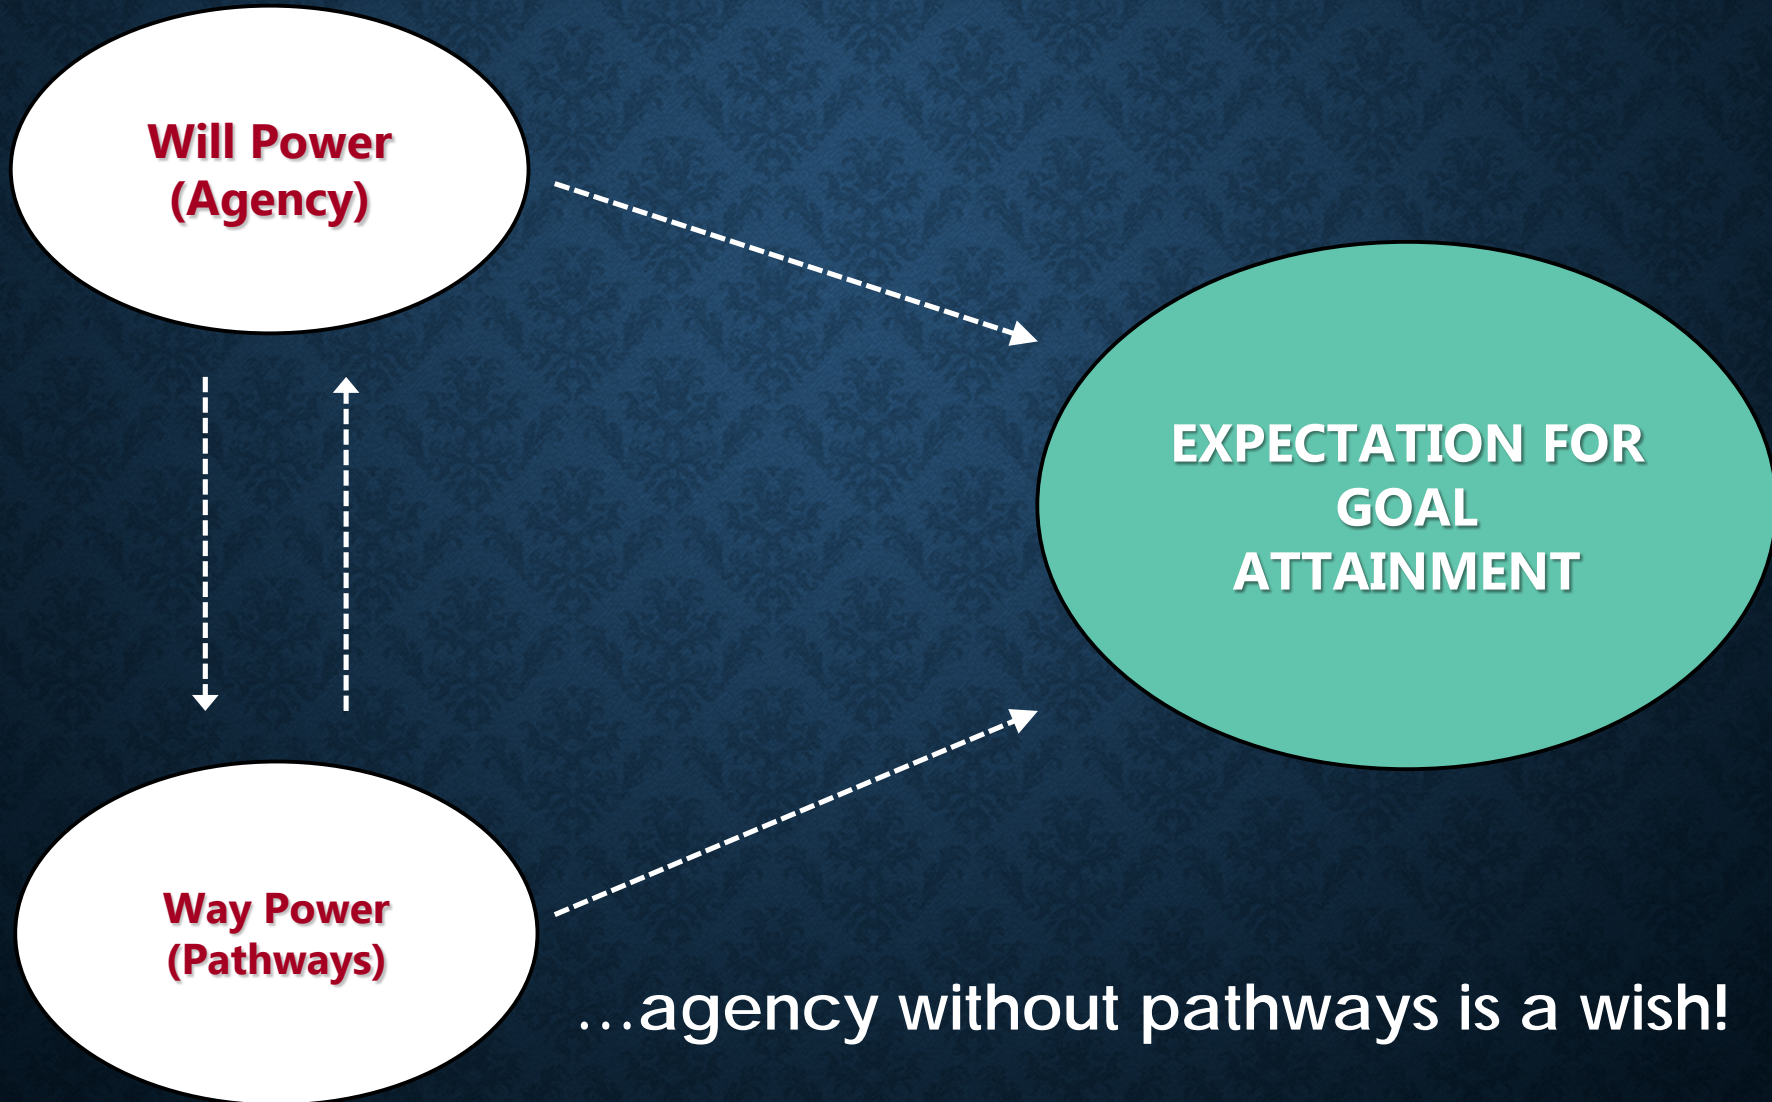 Will Power
(Agency)
EXPECTATION FOR
GOAL
ATTAINMENT
Way Power
(Pathways)
...agency without pathways is a wish!